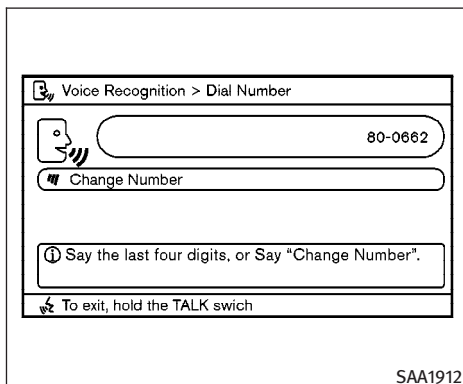 Voice Recognition > Dial Number
80-0662
Change Number
Say the last four digits, or Say “Change Number”.
To exit, hold the TALK swich
SAA1912